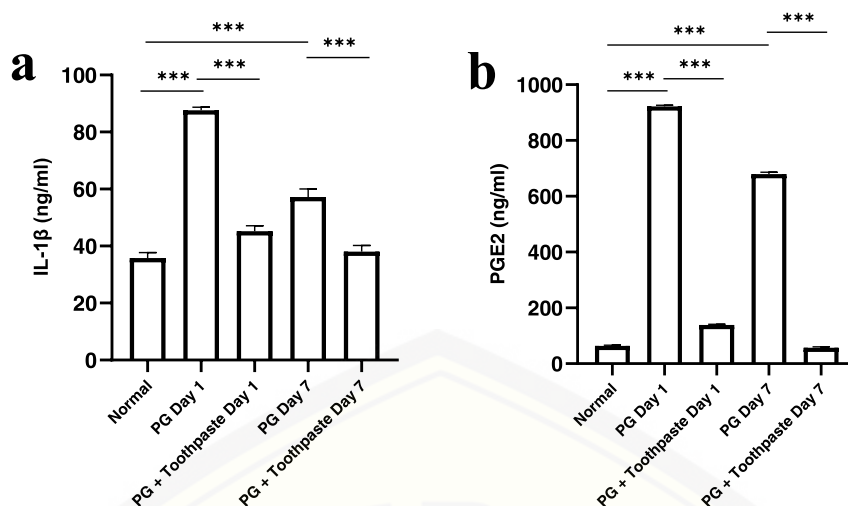 a
***
***
***
***
IL-1β (ng/ml)
100
80
60
40
20
0
Normal
PG Day 1
PG + Toothpaste Day 1
PG Day 7
PG + Toothpaste Day 7
b
***
***
***
***
PGE2 (ng/ml)
1000
800
600
400
200
0
Normal
PG Day 1
PG + Toothpaste Day 1
PG Day 7
PG + Toothpaste Day 7